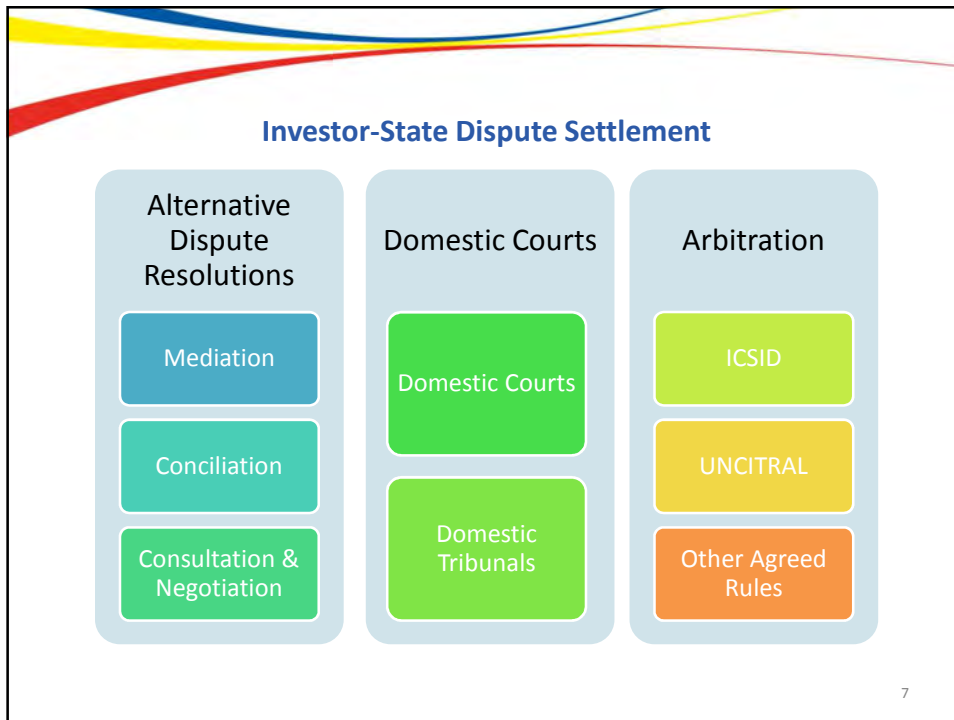 Investor-State Dispute Settlement
Alternative
Dispute
Resolutions
Mediation
Conciliation
Consultation &
Negotiation
Domestic Courts
Domestic Courts
Domestic
Tribunals
Arbitration
ICSID
UNCITRAL
Other Agreed
Rules
7